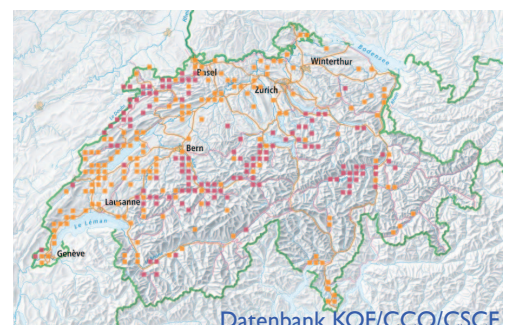 Bodensee
Basel
Winterthur
Zürich
Bern
Lausanne
Le Léman
Genève
Datenbank KOF/CCO/CSCF